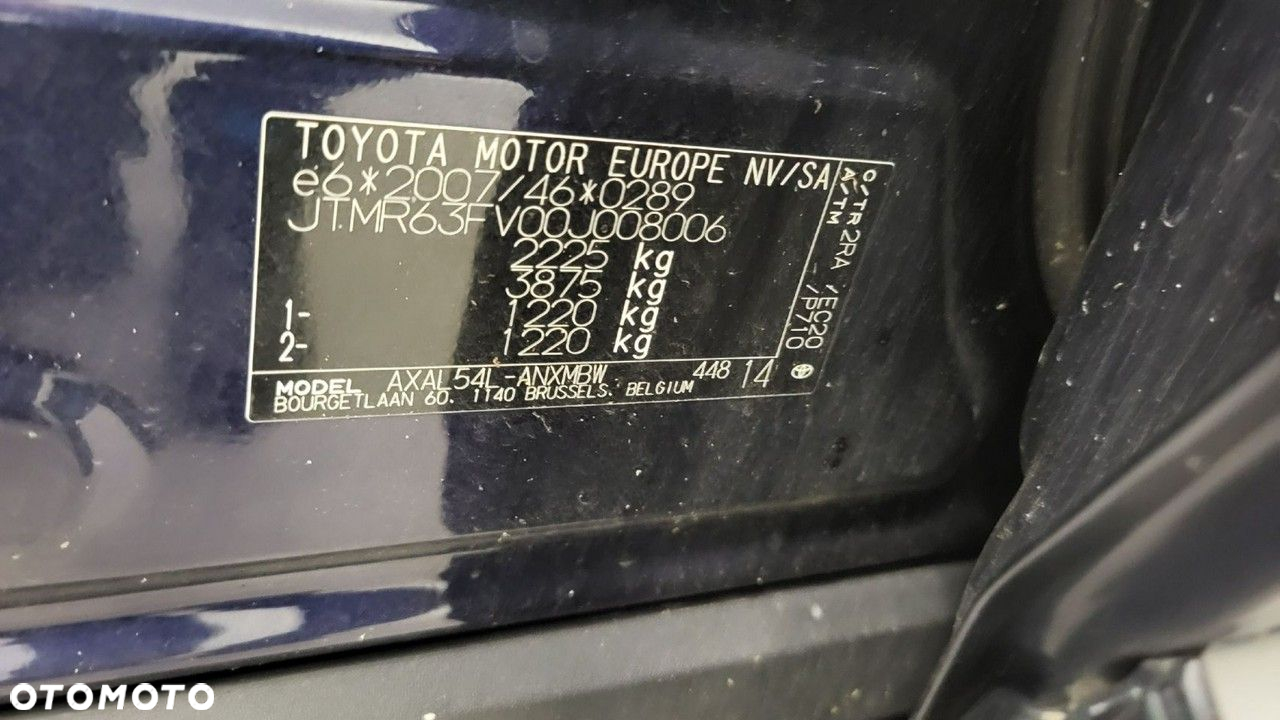 TOYOTA MOTOR EUROPE NV/SA
e6*2007/46*0289
JTMR63FV00J008006
2225 kg
3875 kg
1- 1220 kg
2- 1220 kg
C/TR 2RA /EC20
A/TM - /P710
MODEL AXAL54L-ANXMBW 448 14
BOURGETLAAN 60. 1140 BRUSSELS. BELGIUM
OTOMOTO